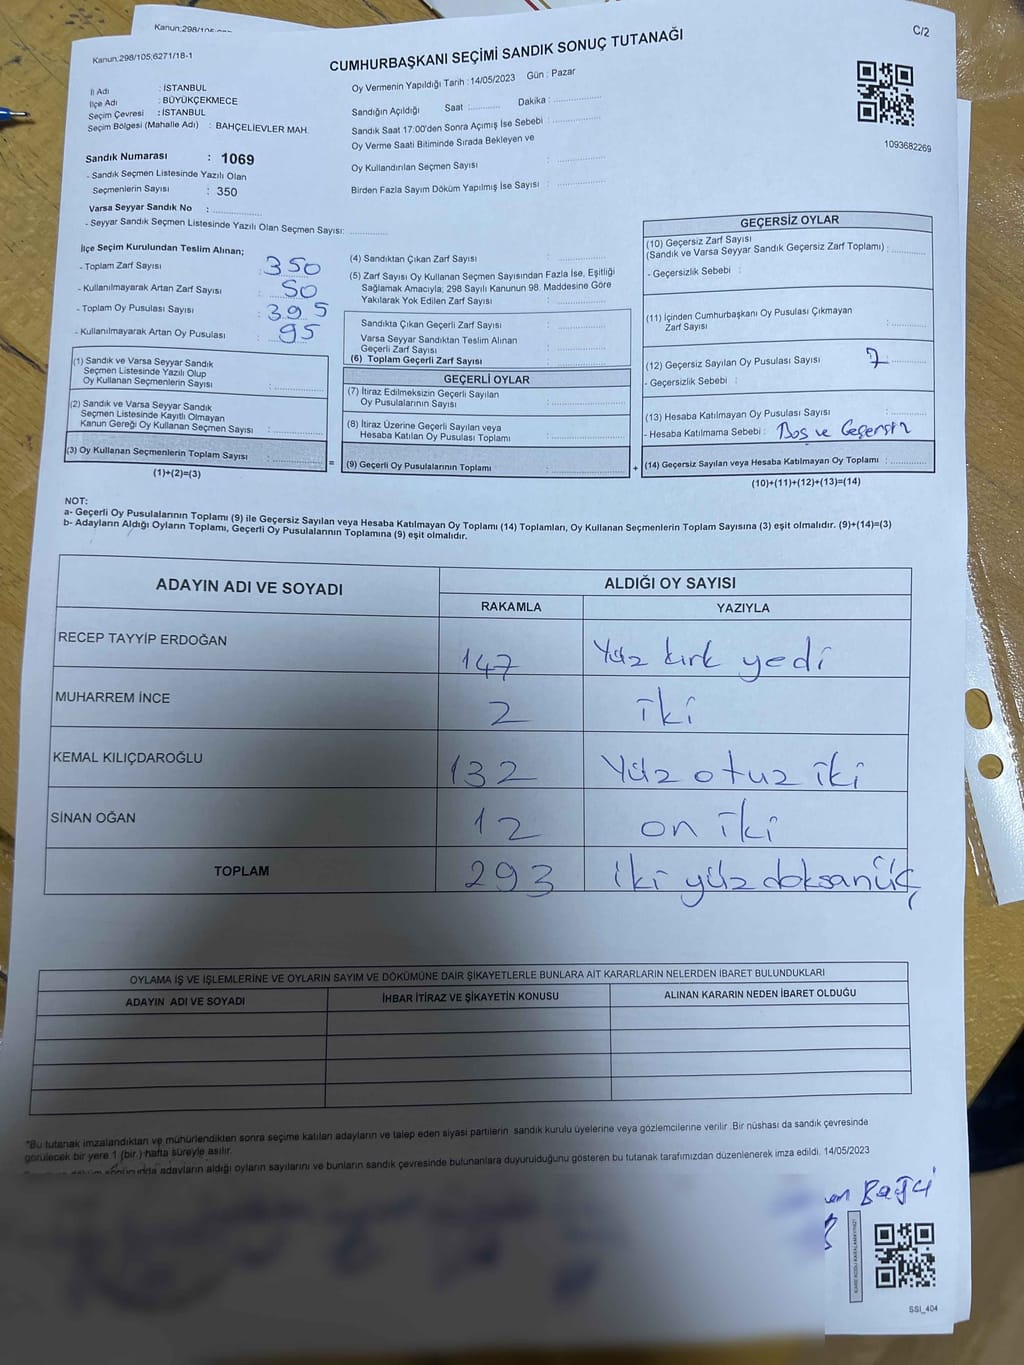 Kanun:298/105
Kanun:298/105;6271/18-1
C/2
CUMHURBAŞKANI SEÇİMİ SANDIK SONUÇ TUTANAĞI
İl Adı : İSTANBUL
İlçe Adı : BÜYÜKÇEKMECE
Seçim Çevresi : İSTANBUL
Seçim Bölgesi (Mahalle Adı) : BAHÇELİEVLER MAH.
Sandık Numarası : 1069
- Sandık Seçmen Listesinde Yazılı Olan
Seçmenlerin Sayısı : 350
Varsa Seyyar Sandık No : ..............
- Seyyar Sandık Seçmen Listesinde Yazılı Olan Seçmen Sayısı: ..............
Oy Vermenin Yapıldığı Tarih : 14/05/2023 Gün : Pazar
Sandığın Açıldığı Saat : ........... Dakika : ..............
Sandık Saat 17:00'den Sonra Açımış İse Sebebi : ..............
Oy Verme Saati Bitiminde Sırada Bekleyen ve
Oy Kullandırılan Seçmen Sayısı : ..............
Birden Fazla Sayım Döküm Yapılmış İse Sayısı : ..............
1093682269
İlçe Seçim Kurulundan Teslim Alınan;
- Toplam Zarf Sayısı : 350
- Kullanılmayarak Artan Zarf Sayısı : 50
- Toplam Oy Pusulası Sayısı : 395
- Kullanılmayarak Artan Oy Pusulası : 95
(1) Sandık ve Varsa Seyyar Sandık
Seçmen Listesinde Yazılı Olup
Oy Kullanan Seçmenlerin Sayısı : ..............
(2) Sandık ve Varsa Seyyar Sandık
Seçmen Listesinde Kayıtlı Olmayan
Kanun Gereği Oy Kullanan Seçmen Sayısı : ..............
(3) Oy Kullanan Seçmenlerin Toplam Sayısı : ..............
(1)+(2)=(3)
=
(4) Sandıktan Çıkan Zarf Sayısı : ..............
(5) Zarf Sayısı Oy Kullanan Seçmen Sayısından Fazla İse, Eşitliği
Sağlamak Amacıyla; 298 Sayılı Kanunun 98. Maddesine Göre
Yakılarak Yok Edilen Zarf Sayısı : ..............
Sandıkta Çıkan Geçerli Zarf Sayısı : ..............
Varsa Seyyar Sandıktan Teslim Alınan
Geçerli Zarf Sayısı : ..............
(6) Toplam Geçerli Zarf Sayısı : ..............
GEÇERLİ OYLAR
(7) İtiraz Edilmeksizin Geçerli Sayılan
Oy Pusulalarının Sayısı : ..............
(8) İtiraz Üzerine Geçerli Sayılan veya
Hesaba Katılan Oy Pusulası Toplamı : ..............
(9) Geçerli Oy Pusulalarının Toplamı : ..............
+
GEÇERSİZ OYLAR
(10) Geçersiz Zarf Sayısı
(Sandık ve Varsa Seyyar Sandık Geçersiz Zarf Toplamı) : ..............
- Geçersizlik Sebebi :
(11) İçinden Cumhurbaşkanı Oy Pusulası Çıkmayan
Zarf Sayısı : ..............
(12) Geçersiz Sayılan Oy Pusulası Sayısı : 7
- Geçersizlik Sebebi :
(13) Hesaba Katılmayan Oy Pusulası Sayısı : ..............
- Hesaba Katılmama Sebebi : Boş ve Geçersiz
(14) Geçersiz Sayılan veya Hesaba Katılmayan Oy Toplamı : ..............
(10)+(11)+(12)+(13)=(14)
NOT:
a- Geçerli Oy Pusulalarının Toplamı (9) ile Geçersiz Sayılan veya Hesaba Katılmayan Oy Toplamı (14) Toplamları, Oy Kullanan Seçmenlerin Toplam Sayısına (3) eşit olmalıdır. (9)+(14)=(3)
b- Adayların Aldığı Oyların Toplamı, Geçerli Oy Pusulalarının Toplamına (9) eşit olmalıdır.
ADAYIN ADI VE SOYADI ALDIĞI OY SAYISI
RAKAMLA YAZIYLA
RECEP TAYYİP ERDOĞAN 147 Yüz kırk yedi
MUHARREM İNCE 2 iki
KEMAL KILIÇDAROĞLU 132 Yüz otuz iki
SİNAN OĞAN 12 on iki
TOPLAM 293 iki yüz doksanüç
OYLAMA İŞ VE İŞLEMLERİNE VE OYLARIN SAYIM VE DÖKÜMÜNE DAİR ŞİKAYETLERLE BUNLARA AİT KARARLARIN NELERDEN İBARET BULUNDUKLARI
ADAYIN ADI VE SOYADI İHBAR İTİRAZ VE ŞİKAYETİN KONUSU ALINAN KARARIN NEDEN İBARET OLDUĞU
"Bu tutanak imzalandıktan ve mühürlendikten sonra seçime katılan adayların ve talep eden siyasi partilerin sandık kurulu üyelerine veya gözlemcilerine verilir .Bir nüshası da sandık çevresinde
görülecek bir yere 1 (bir.) hafta süreyle asılır.
adayların aldığı oyların sayılarını ve bunların sandık çevresinde bulunanlara duyurulduğunu gösteren bu tutanak tarafımızdan düzenlenerek imza edildi. 14/05/2023
Bağci
SSI_404